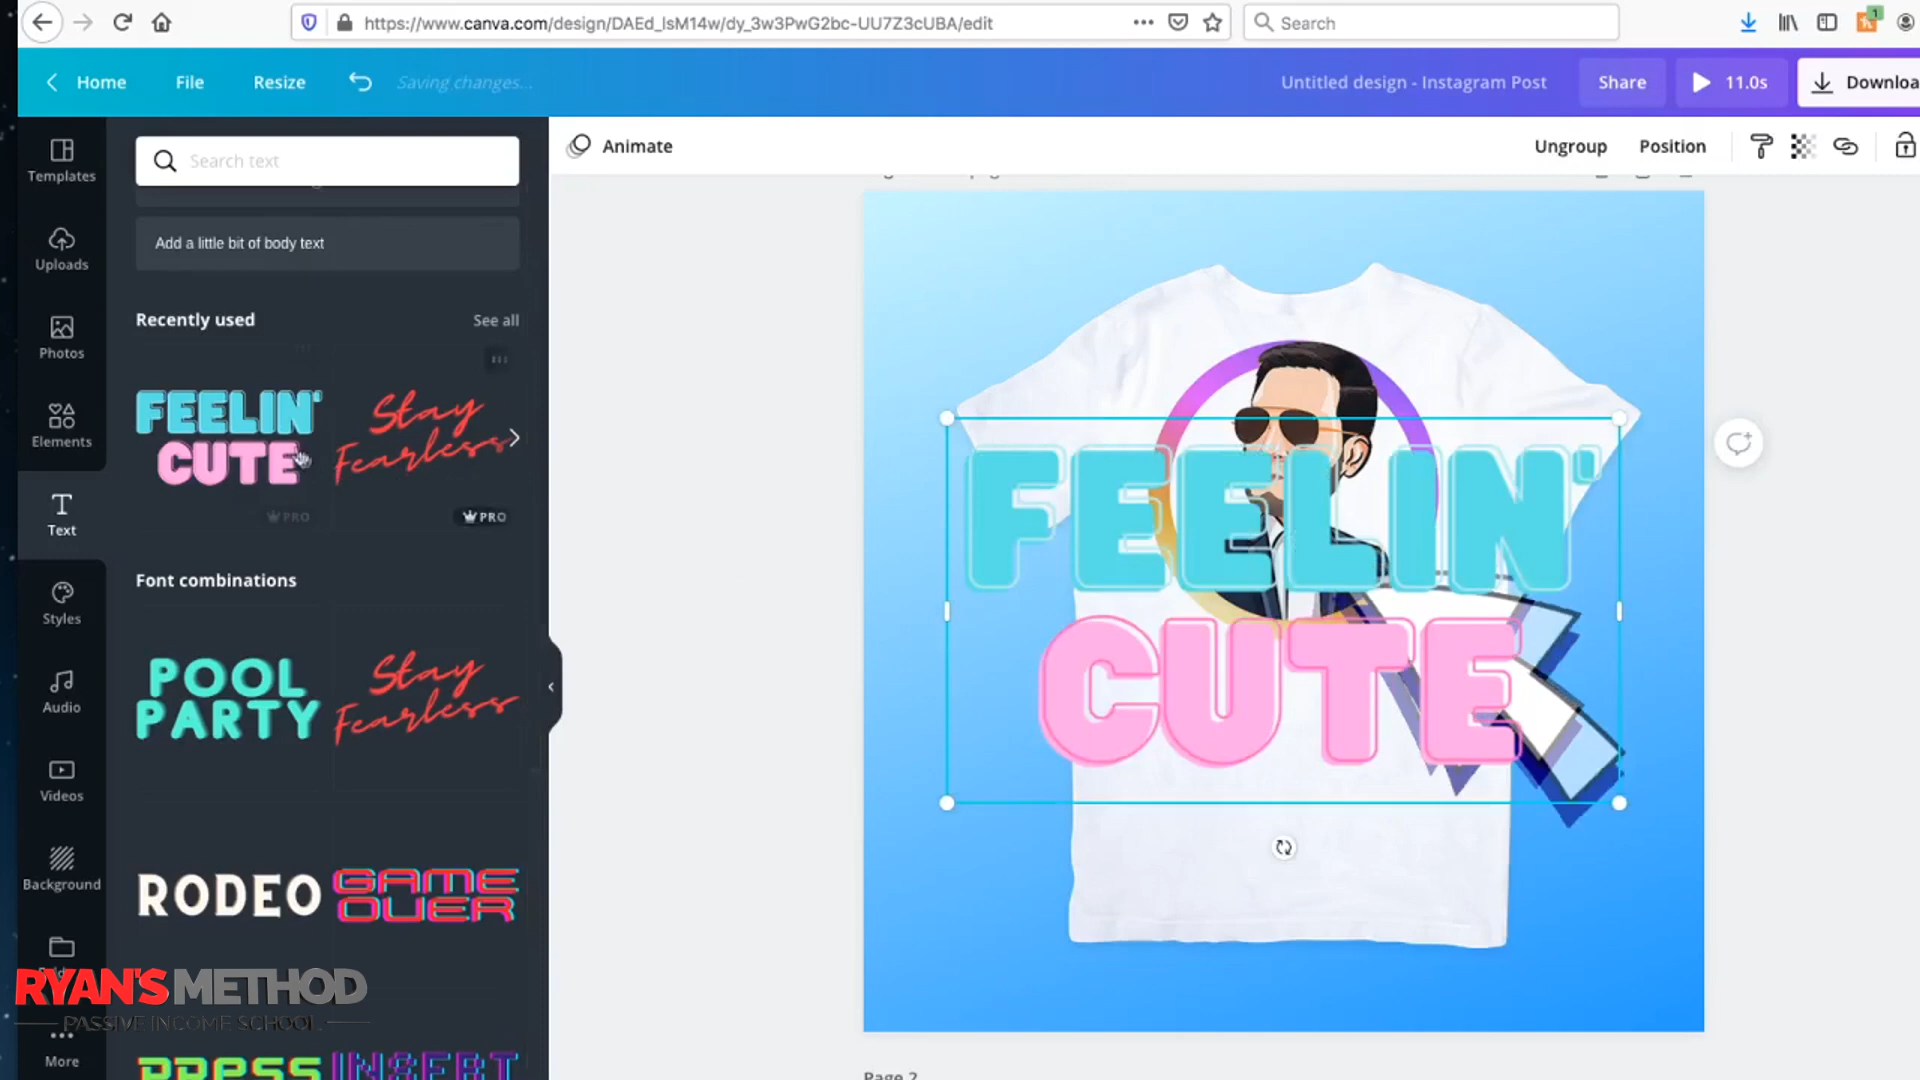 https://www.canva.com/design/DAEd_lsM14w/dy_3w3PwG2bc-UU7Z3cUBA/edit
Search
1
Home
File
Resize
Saving changes...
Untitled design - Instagram Post
Share
11.0s
Downloa
Templates
Uploads
Photos
Elements
Text
Styles
Audio
Videos
Background
More
Search text
Add a little bit of body text
Recently used
See all
FEELIN'
CUTE
PRO
Stay
Fearless
PRO
Font combinations
POOL
PARTY
Stay
Fearless
RODEO
GAME
OVER
PRESS
INSERT
Animate
Ungroup
Position
FEELIN'
CUTE
Page 2
RYAN'S METHOD
PASSIVE INCOME SCHOOL